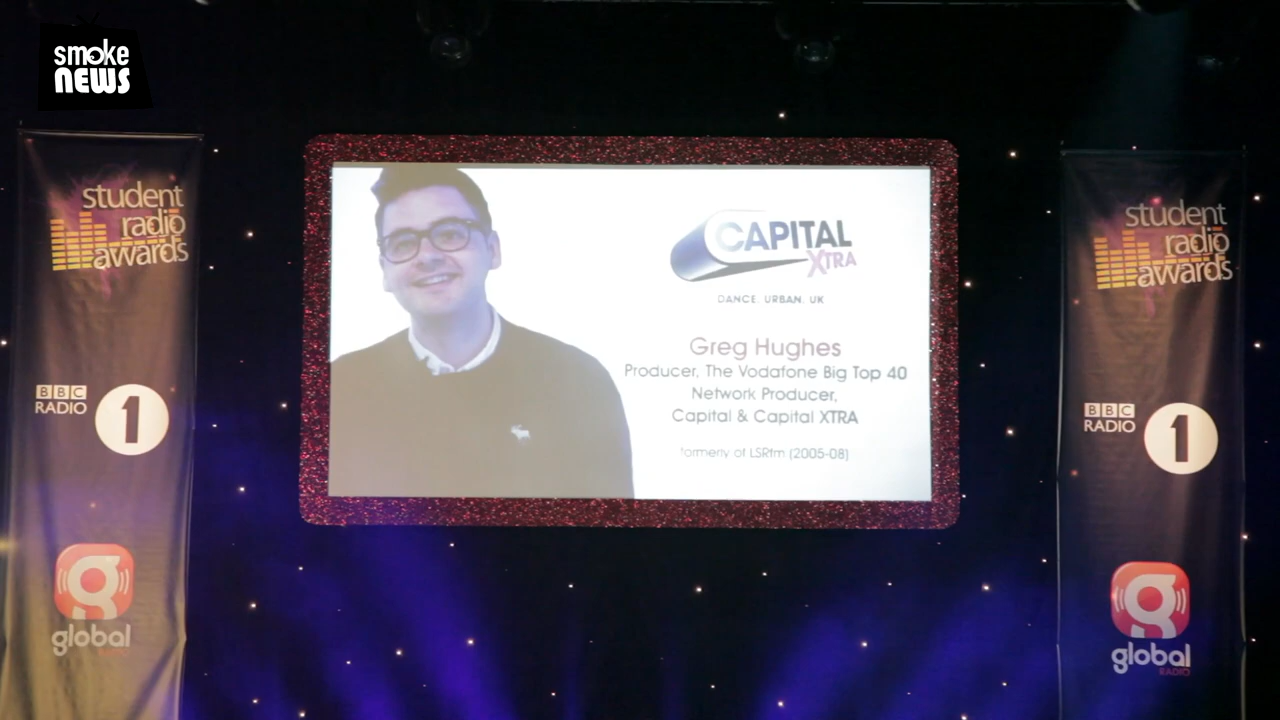 smoke
NEWS
student
radio
awards
BBC
RADIO
1
global
CAPITAL
XTRA
DANCE. URBAN. UK
Greg Hughes
Producer, The Vodafone Big Top 40
Network Producer,
Capital & Capital XTRA
formerly of LSRfm (2005-08)
student
radio
awards
BBC
RADIO
1
global
RADIO